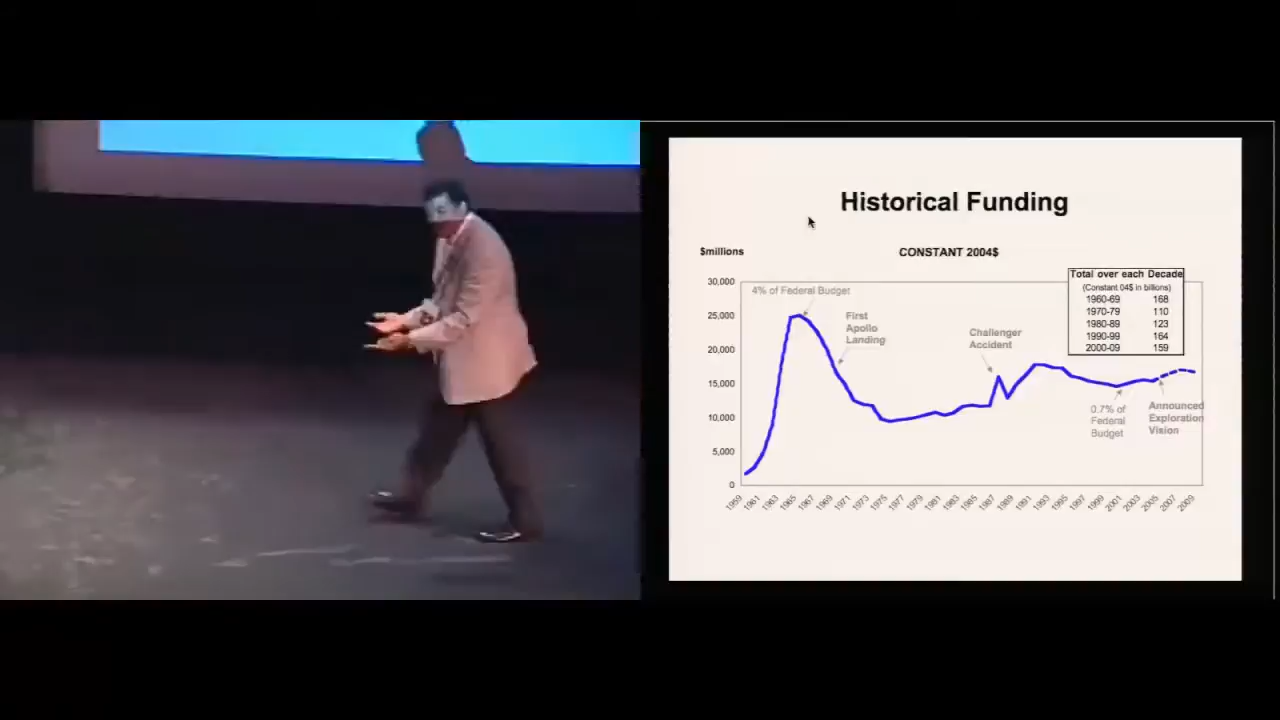 Historical Funding
$millions
CONSTANT 2004$
30,000
25,000
20,000
15,000
10,000
5,000
0
4% of Federal Budget
First
Apollo
Landing
Challenger
Accident
0.7% of
Federal
Budget
Announced
Exploration
Vision
Total over each Decade
(Constant 04$ in billions)
1960-69 168
1970-79 110
1980-89 123
1990-99 164
2000-09 159
1959 1961 1963 1965 1967 1969 1971 1973 1975 1977 1979 1981 1983 1985 1987 1989 1991 1993 1995 1997 1999 2001 2003 2005 2007 2009